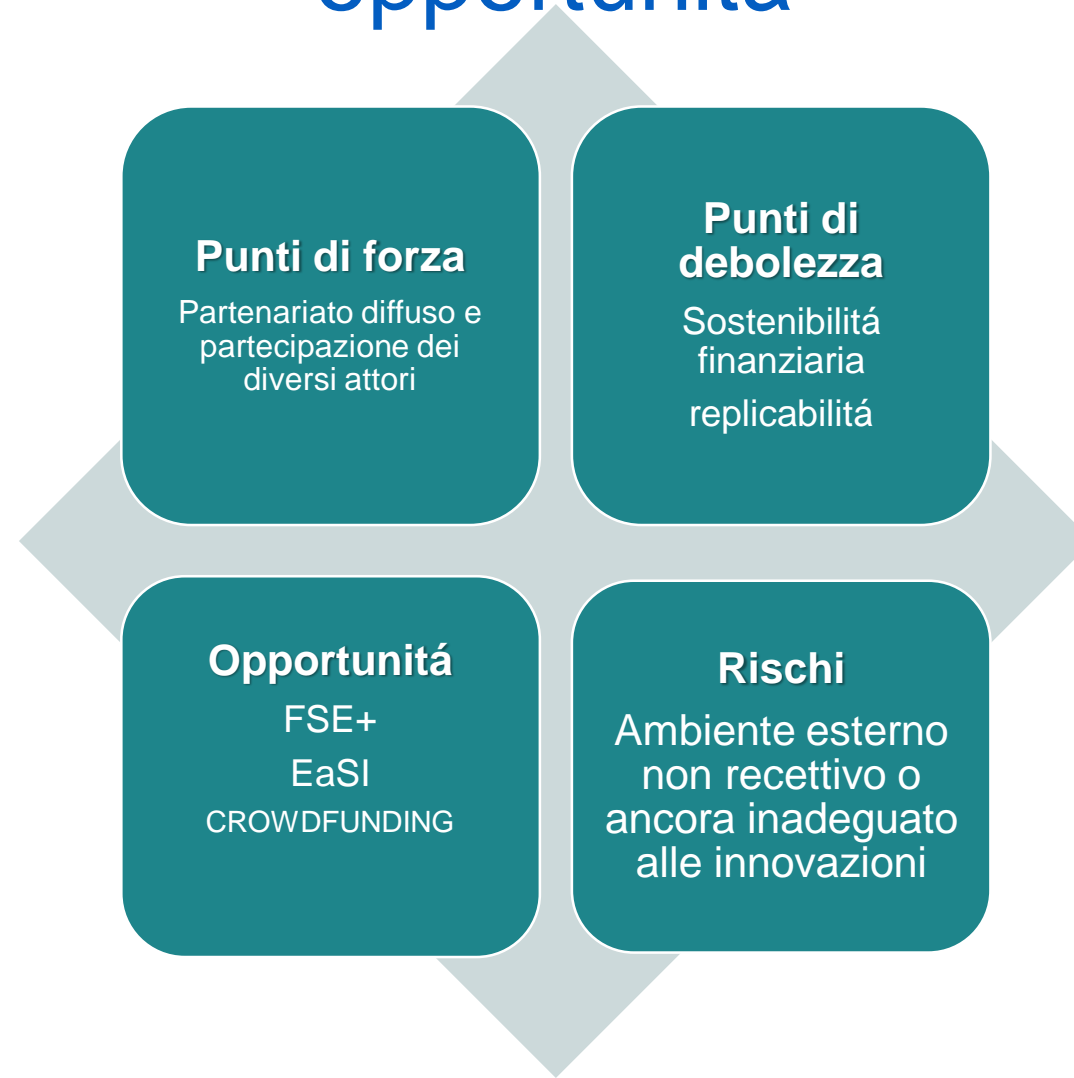 opportunità
Punti di forza
Partenariato diffuso e
partecipazione dei
diversi attori
Punti di
debolezza
Sostenibilitá
finanziaria
replicabilitá
Opportunitá
FSE+
EaSI
CROWDFUNDING
Rischi
Ambiente esterno
non recettivo o
ancora inadeguato
alle innovazioni